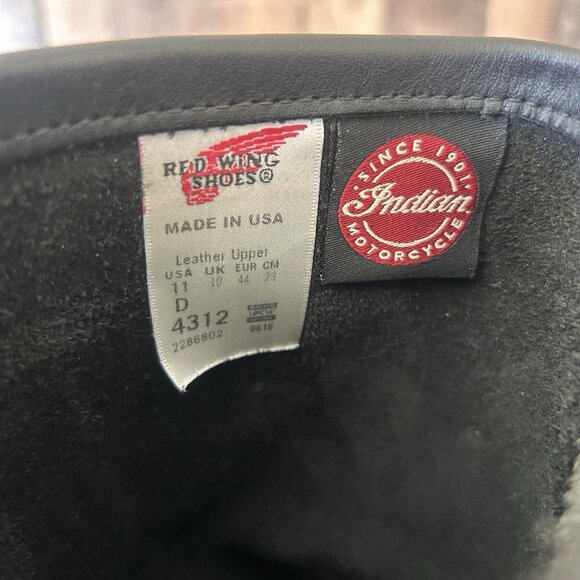 RED WING
SHOES®
MADE IN USA
Leather Upper
USA UK EUR CM
11 10 44 29
D
4312
UFCW
2286802
0616
· SINCE 1901 ·
Indian
MOTORCYCLE